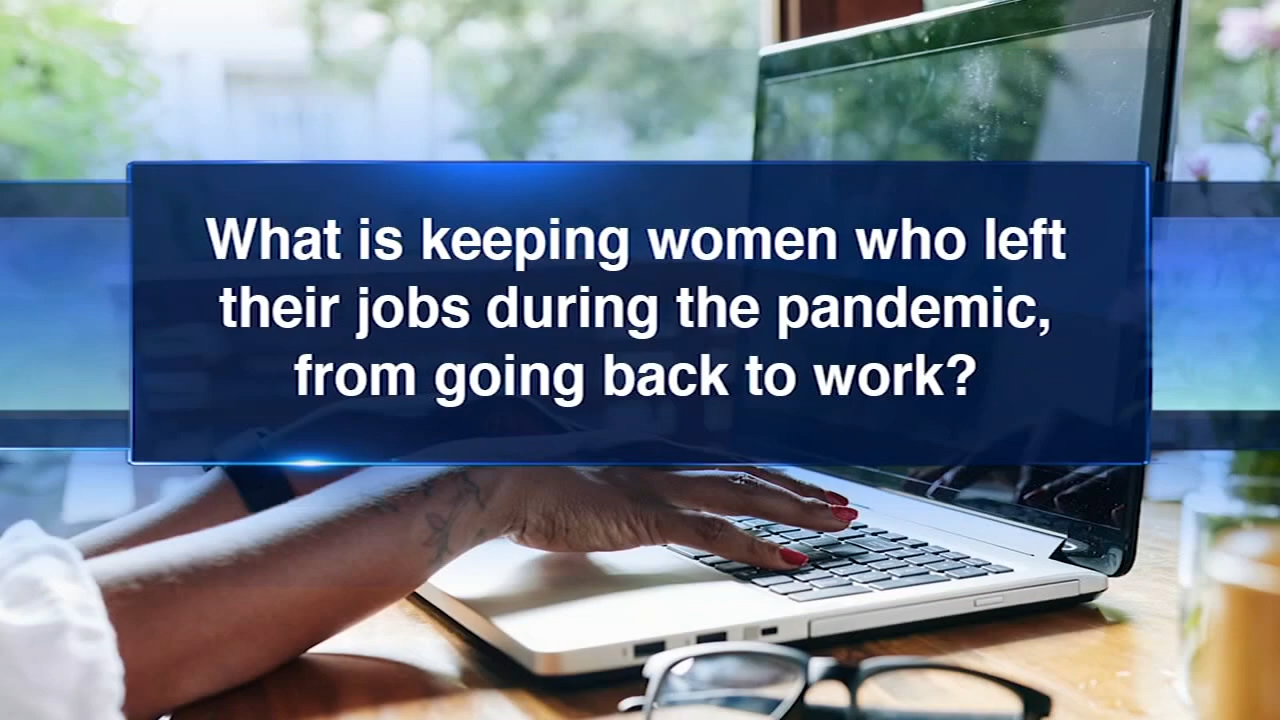 What is keeping women who left
their jobs during the pandemic,
from going back to work?